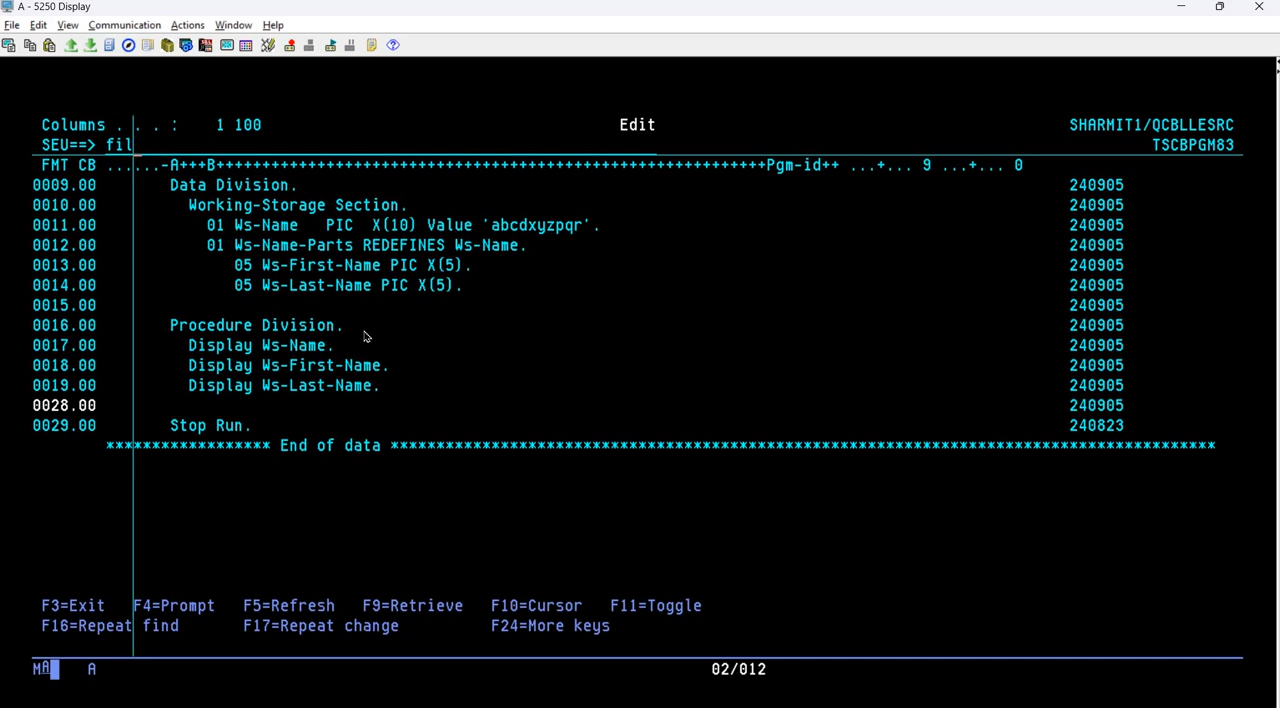 A - 5250 Display
File Edit View Communication Actions Window Help
Columns . . . : 1 100 Edit SHARMIT1/QCBLLESRC
SEU==> fil TSCBPGM83
FMT CB ......-A+++B++++++++++++++++++++++++++++++++++++++++++++++++++++++++++++Pgm-id++ ...+... 9 ...+... 0
0009.00 Data Division. 240905
0010.00 Working-Storage Section. 240905
0011.00 01 Ws-Name PIC X(10) Value 'abcdxyzpqr'. 240905
0012.00 01 Ws-Name-Parts REDEFINES Ws-Name. 240905
0013.00 05 Ws-First-Name PIC X(5). 240905
0014.00 05 Ws-Last-Name PIC X(5). 240905
0015.00 240905
0016.00 Procedure Division. 240905
0017.00 Display Ws-Name. 240905
0018.00 Display Ws-First-Name. 240905
0019.00 Display Ws-Last-Name. 240905
0028.00 240905
0029.00 Stop Run. 240823
****************** End of data ******************************************************************************************
F3=Exit F4=Prompt F5=Refresh F9=Retrieve F10=Cursor F11=Toggle
F16=Repeat find F17=Repeat change F24=More keys
MA A 02/012